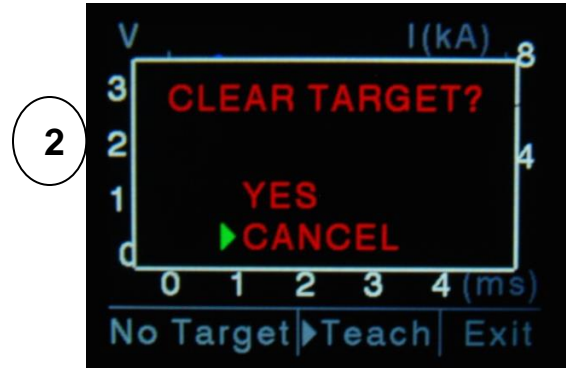 V I(kA)
8
3
CLEAR TARGET?
2
2
4
1
YES
CANCEL
0
0 1 2 3 4 (ms)
No Target Teach Exit